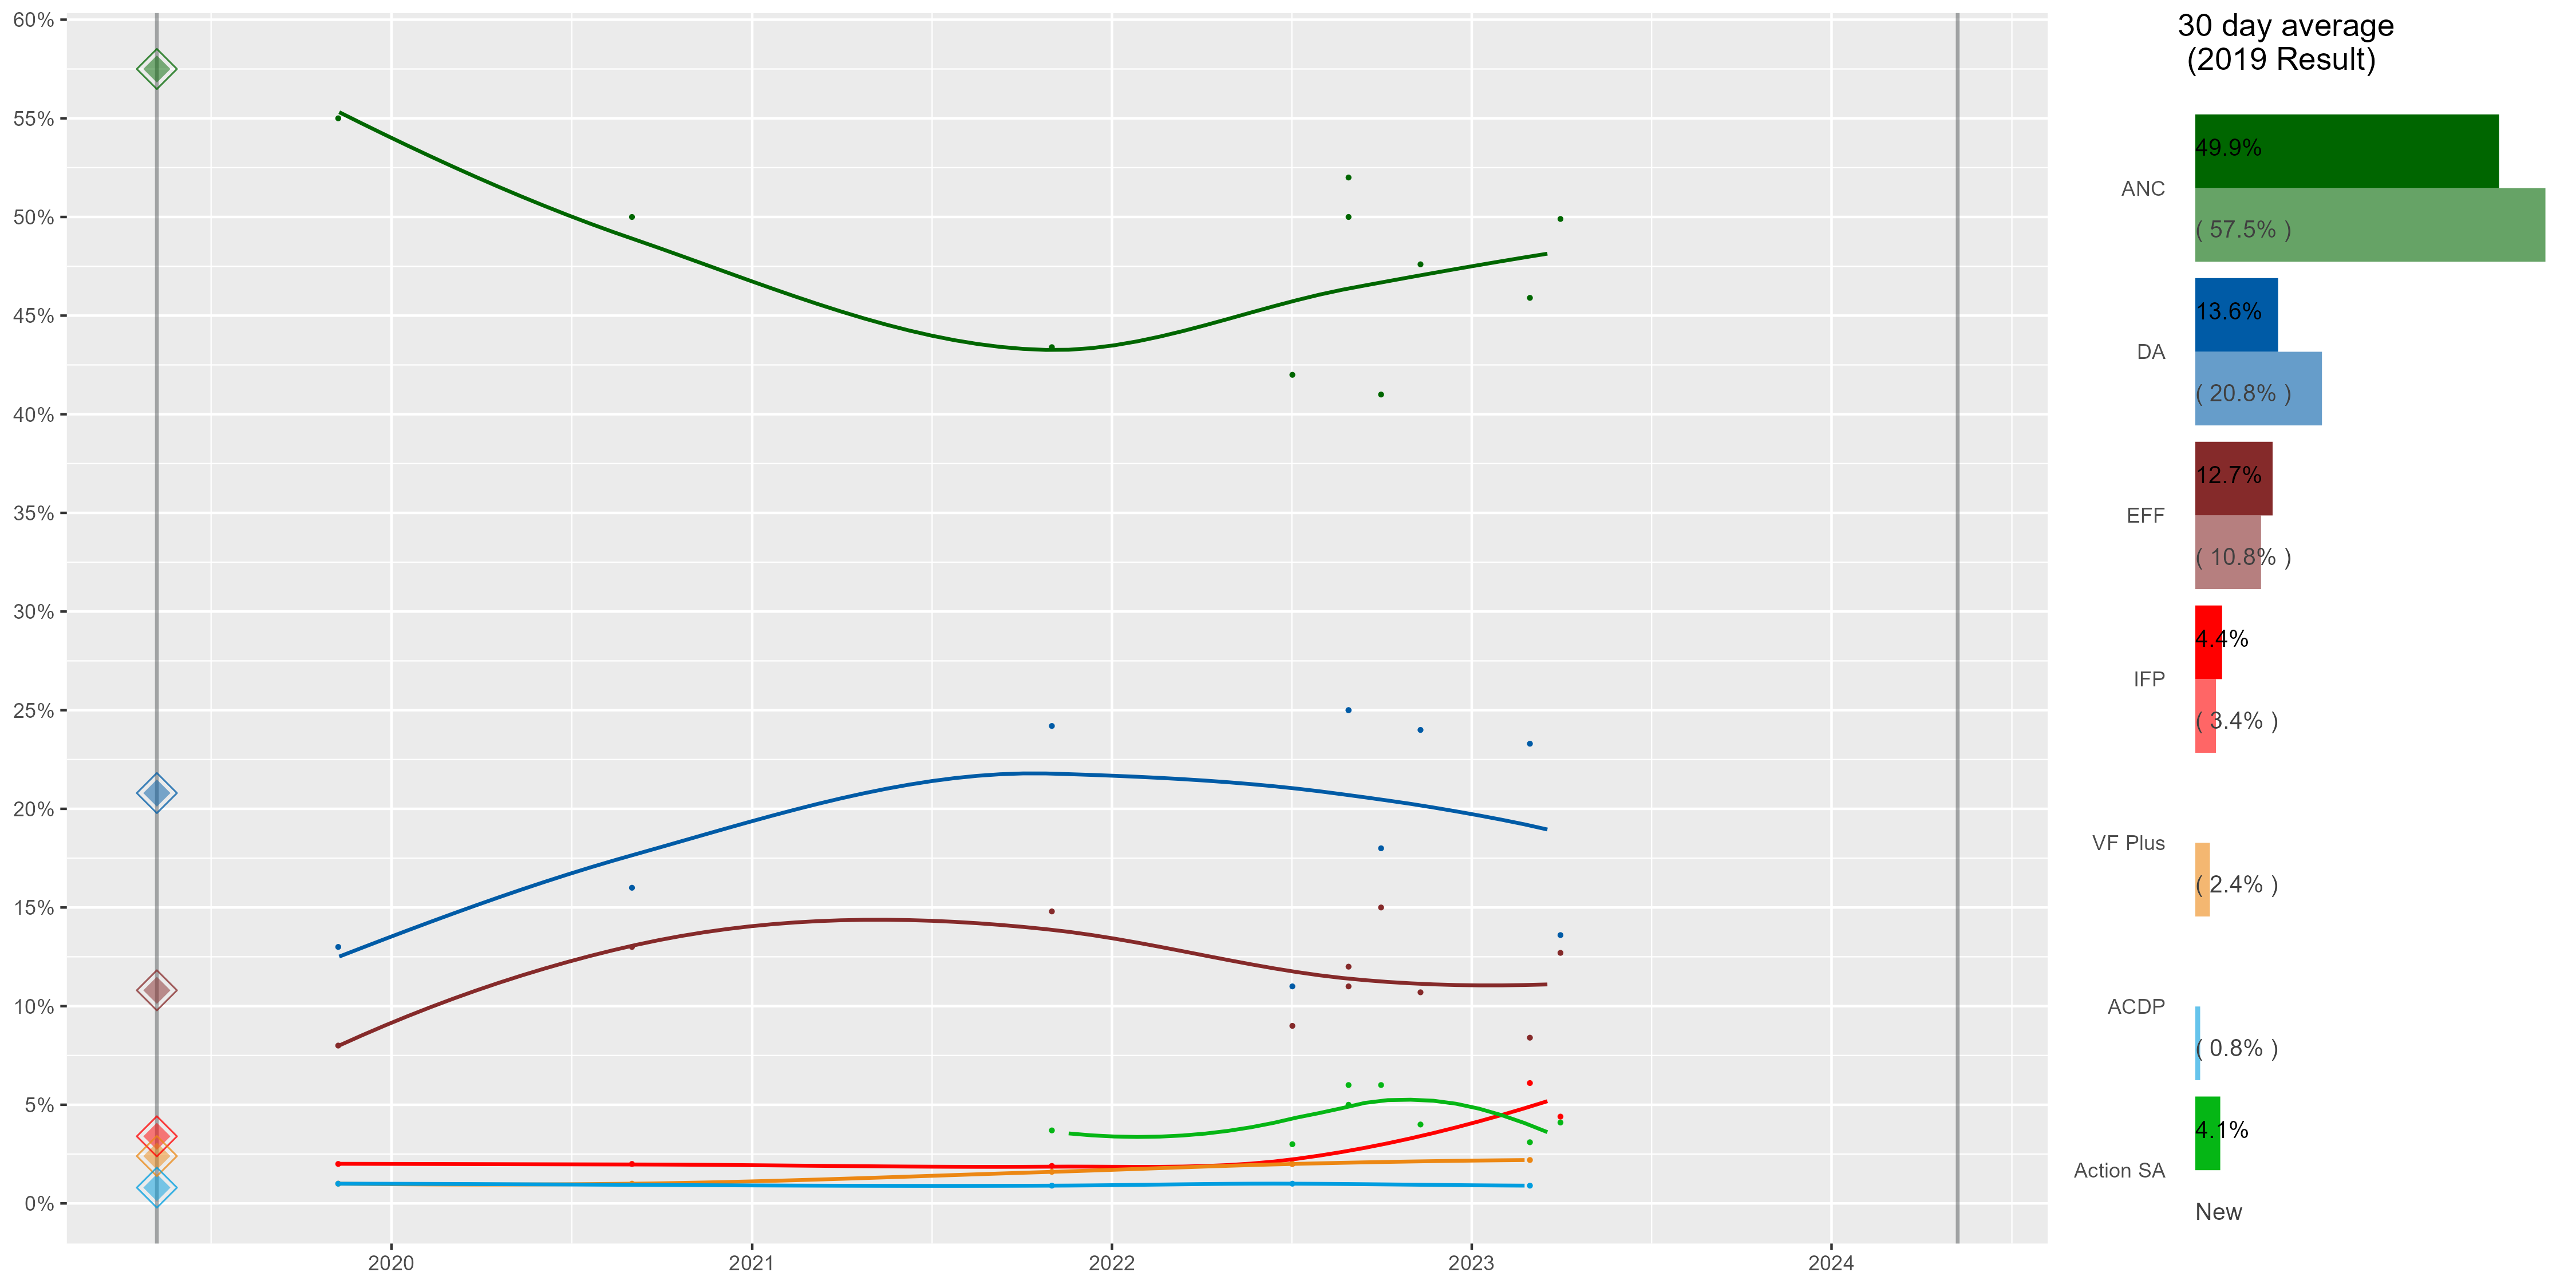 60%
55%
50%
45%
40%
35%
30%
25%
20%
15%
10%
5%
0%
2020
2021
2022
2023
2024
30 day average
(2019 Result)
ANC
49.9%
( 57.5% )
DA
13.6%
( 20.8% )
EFF
12.7%
( 10.8% )
IFP
4.4%
( 3.4% )
VF Plus
( 2.4% )
ACDP
( 0.8% )
Action SA
4.1%
New